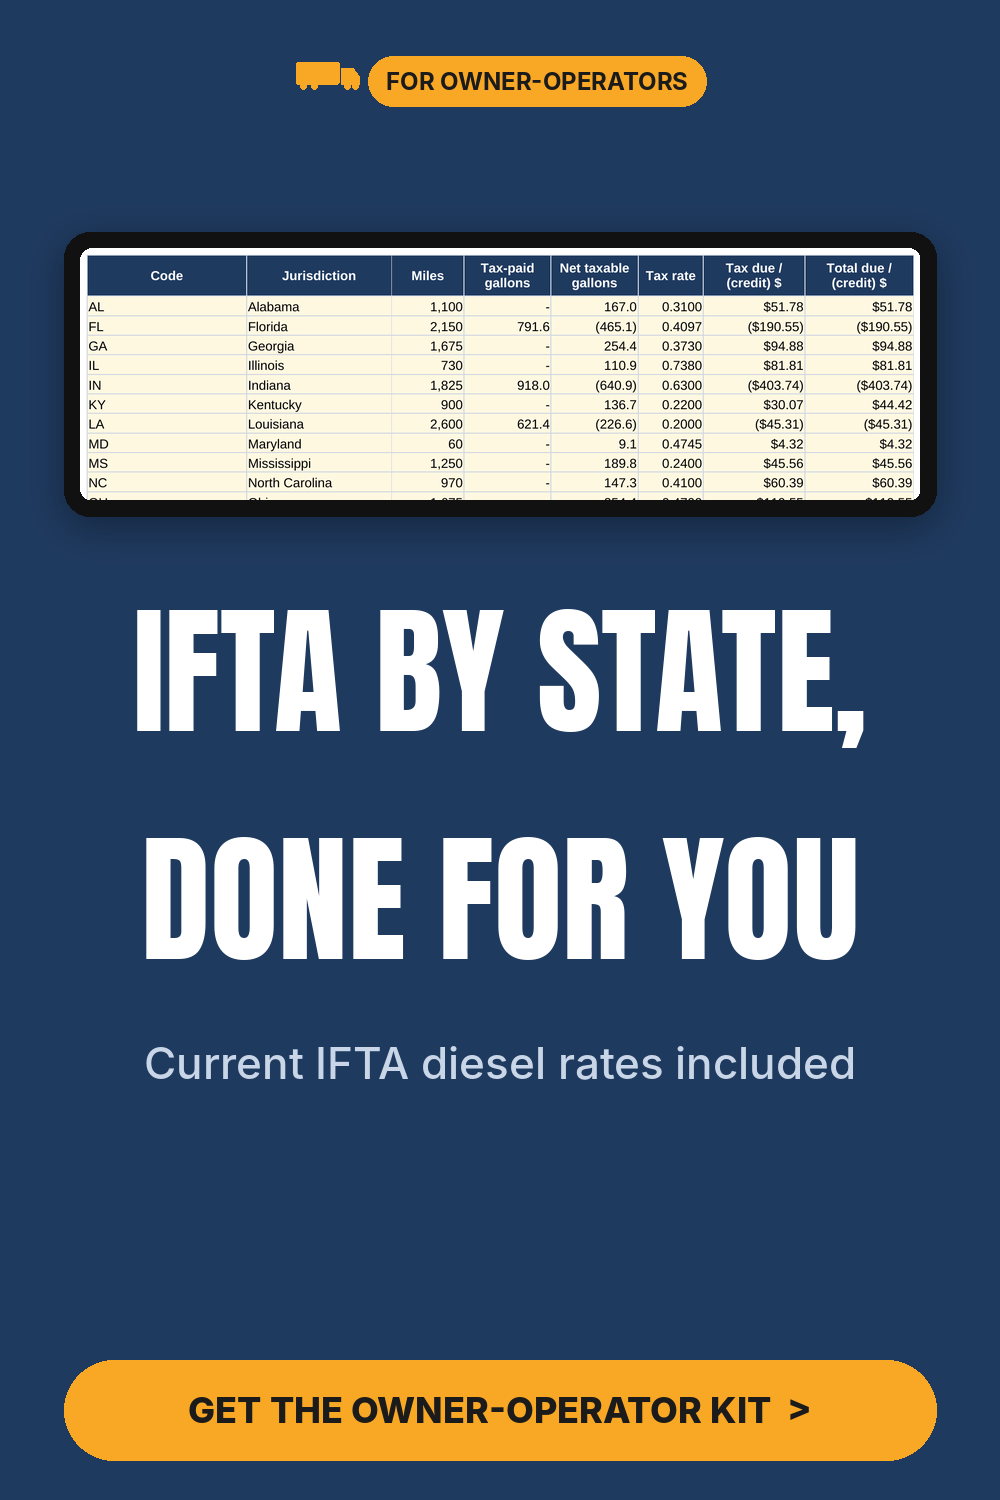 FOR OWNER-OPERATORS
Code Jurisdiction Miles Tax-paid gallons Net taxable gallons Tax rate Tax due / (credit) $ Total due / (credit) $
AL Alabama 1,100 - 167.0 0.3100 $51.78 $51.78
FL Florida 2,150 791.6 (465.1) 0.4097 ($190.55) ($190.55)
GA Georgia 1,675 - 254.4 0.3730 $94.88 $94.88
IL Illinois 730 - 110.9 0.7380 $81.81 $81.81
IN Indiana 1,825 918.0 (640.9) 0.6300 ($403.74) ($403.74)
KY Kentucky 900 - 136.7 0.2200 $30.07 $44.42
LA Louisiana 2,600 621.4 (226.6) 0.2000 ($45.31) ($45.31)
MD Maryland 60 - 9.1 0.4745 $4.32 $4.32
MS Mississippi 1,250 - 189.8 0.2400 $45.56 $45.56
NC North Carolina 970 - 147.3 0.4100 $60.39 $60.39
IFTA BY STATE,
DONE FOR YOU
Current IFTA diesel rates included
GET THE OWNER-OPERATOR KIT >